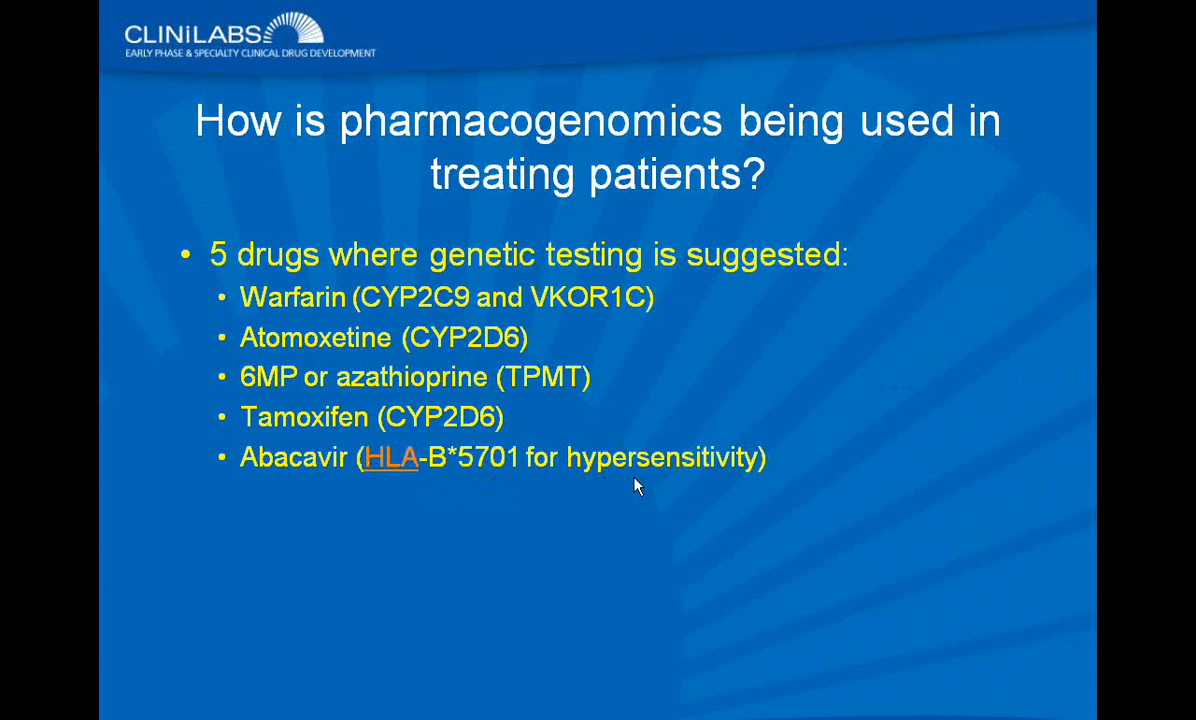 CLINiLABS
EARLY PHASE & SPECIALTY CLINICAL DRUG DEVELOPMENT
How is pharmacogenomics being used in
treating patients?
• 5 drugs where genetic testing is suggested:
• Warfarin (CYP2C9 and VKOR1C)
• Atomoxetine (CYP2D6)
• 6MP or azathioprine (TPMT)
• Tamoxifen (CYP2D6)
• Abacavir (HLA-B*5701 for hypersensitivity)